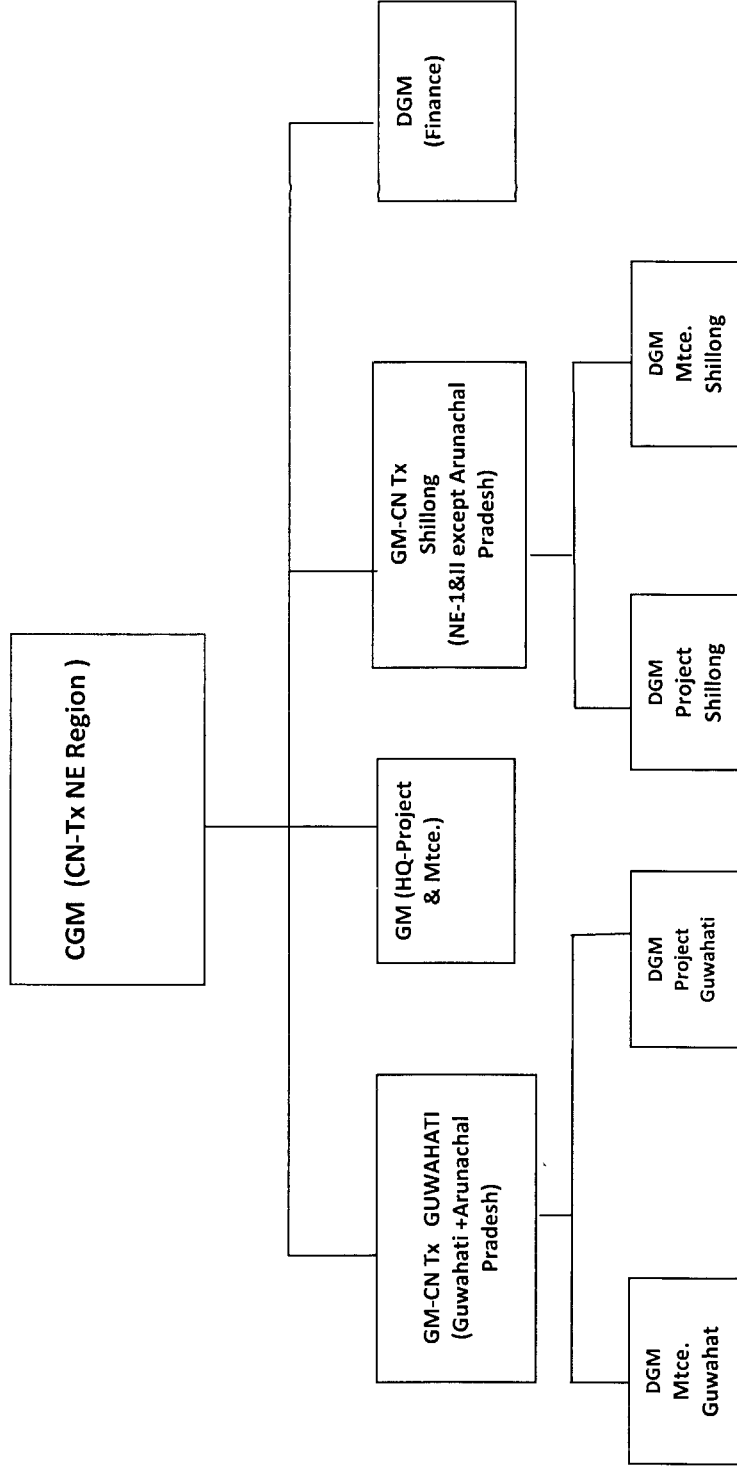 CGM (CN-Tx NE Region )
GM-CN Tx GUWAHATI
(Guwahati +Arunachal
Pradesh)
GM (HQ-Project
& Mtce.)
GM-CN Tx
Shillong
(NE-1&II except Arunachal
Pradesh)
DGM
(Finance)
DGM
Mtce.
Guwahat
DGM
Project
Guwahati
DGM
Project
Shillong
DGM
Mtce.
Shillong